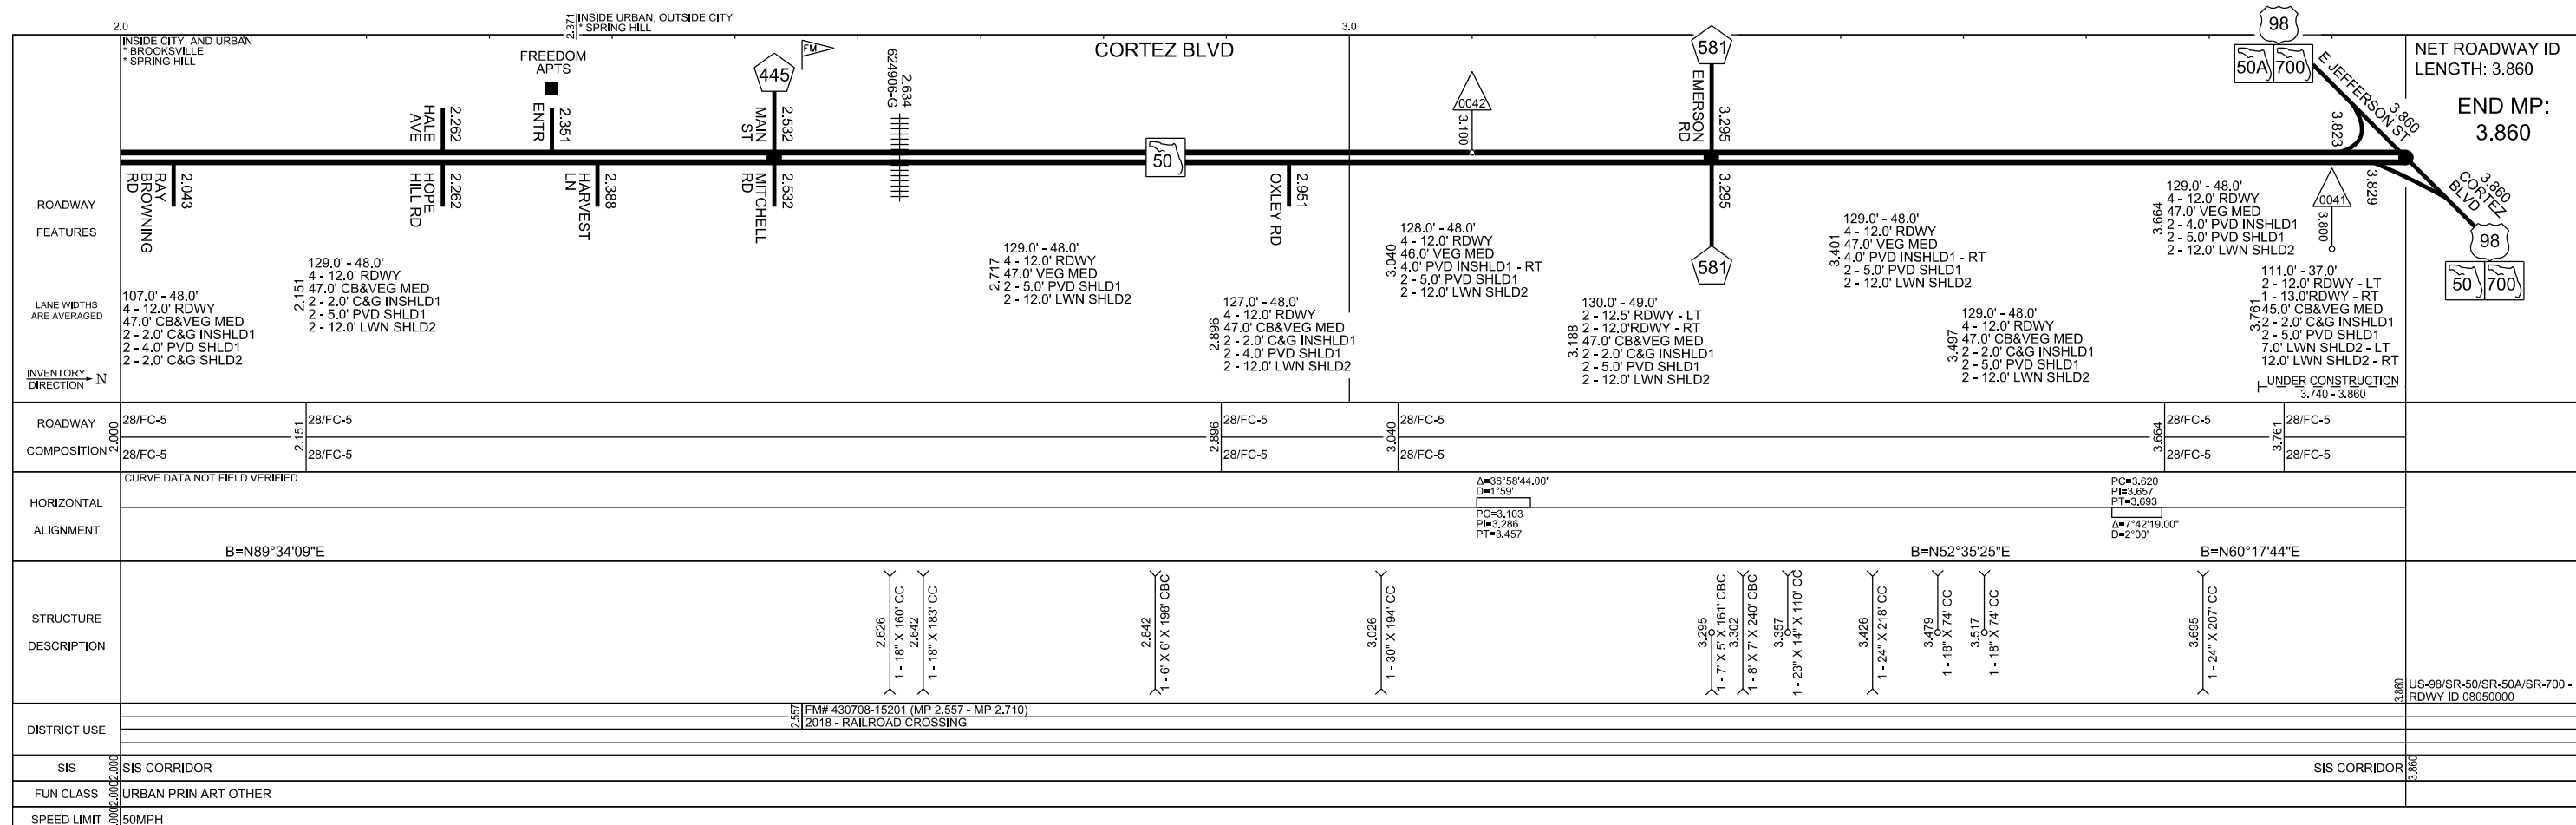 2.0
2.371
INSIDE URBAN, OUTSIDE CITY
* SPRING HILL
3.0
INSIDE CITY, AND URBAN
* BROOKSVILLE
* SPRING HILL
FREEDOM
APTS
FM
445
624906-G
2.634
CORTEZ BLVD
581
98
50A
700
NET ROADWAY ID
LENGTH: 3.860
END MP:
3.860
HALE
AVE
2.262
ENTR
2.351
MAIN
ST
2.532
0042
3.100
EMERSON
RD
3.295
E JEFFERSON ST
3.860
3.823
50
RAY
BROWNING
RD
2.043
HOPE
HILL RD
2.262
HARVEST
LN
2.388
MITCHELL
RD
2.532
OXLEY RD
2.951
3.295
581
0041
3.800
3.829
3.860
CORTEZ
BLVD
98
50
700
ROADWAY
FEATURES
LANE WIDTHS
ARE AVERAGED
INVENTORY
DIRECTION
N
107.0' - 48.0'
4 - 12.0' RDWY
47.0' CB&VEG MED
2 - 2.0' C&G INSHLD1
2 - 4.0' PVD SHLD1
2 - 2.0' C&G SHLD2
2.151
129.0' - 48.0'
4 - 12.0' RDWY
47.0' CB&VEG MED
2 - 2.0' C&G INSHLD1
2 - 5.0' PVD SHLD1
2 - 12.0' LWN SHLD2
2.717
129.0' - 48.0'
4 - 12.0' RDWY
47.0' VEG MED
2 - 5.0' PVD SHLD1
2 - 12.0' LWN SHLD2
2.896
127.0' - 48.0'
4 - 12.0' RDWY
47.0' CB&VEG MED
2 - 2.0' C&G INSHLD1
2 - 4.0' PVD SHLD1
2 - 12.0' LWN SHLD2
3.040
128.0' - 48.0'
4 - 12.0' RDWY
46.0' VEG MED
4.0' PVD INSHLD1 - RT
2 - 5.0' PVD SHLD1
2 - 12.0' LWN SHLD2
3.188
130.0' - 49.0'
2 - 12.5' RDWY - LT
2 - 12.0'RDWY - RT
47.0' CB&VEG MED
2 - 2.0' C&G INSHLD1
2 - 5.0' PVD SHLD1
2 - 12.0' LWN SHLD2
3.401
129.0' - 48.0'
4 - 12.0' RDWY
47.0' VEG MED
4.0' PVD INSHLD1 - RT
2 - 5.0' PVD SHLD1
2 - 12.0' LWN SHLD2
3.497
129.0' - 48.0'
4 - 12.0' RDWY
47.0' CB&VEG MED
2 - 2.0' C&G INSHLD1
2 - 5.0' PVD SHLD1
2 - 12.0' LWN SHLD2
3.664
129.0' - 48.0'
4 - 12.0' RDWY
47.0' VEG MED
2 - 4.0' PVD INSHLD1
2 - 5.0' PVD SHLD1
2 - 12.0' LWN SHLD2
3.761
111.0' - 37.0'
2 - 12.0' RDWY - LT
1 - 13.0'RDWY - RT
45.0' CB&VEG MED
2 - 2.0' C&G INSHLD1
2 - 5.0' PVD SHLD1
7.0' LWN SHLD2 - LT
12.0' LWN SHLD2 - RT
UNDER CONSTRUCTION
3.740 - 3.860
ROADWAY
COMPOSITION
2.000
28/FC-5
28/FC-5
2.151
28/FC-5
28/FC-5
2.896
28/FC-5
28/FC-5
3.040
28/FC-5
28/FC-5
3.664
28/FC-5
28/FC-5
3.761
28/FC-5
28/FC-5
HORIZONTAL
ALIGNMENT
CURVE DATA NOT FIELD VERIFIED
B=N89°34'09"E
Δ=36°58'44.00"
D=1°59'
PC=3.103
PI=3.286
PT=3.457
B=N52°35'25"E
PC=3.620
PI=3.657
PT=3.693
Δ=7°42'19.00"
D=2°00'
B=N60°17'44"E
STRUCTURE
DESCRIPTION
2.626
1 - 18" X 160' CC
2.642
1 - 18" X 183' CC
2.842
1 - 6' X 6' X 198' CBC
3.026
1 - 30" X 194' CC
3.295
1 - 7' X 5' X 161' CBC
3.302
1 - 8' X 7' X 240' CBC
3.357
1 - 23" X 14" X 110' CC
3.426
1 - 24" X 218' CC
3.479
1 - 18" X 74' CC
3.517
1 - 18" X 74' CC
3.695
1 - 24" X 207' CC
3.860
US-98/SR-50/SR-50A/SR-700 -
RDWY ID 08050000
DISTRICT USE
2.557
FM# 430708-15201 (MP 2.557 - MP 2.710)
2018 - RAILROAD CROSSING
SIS
2.000
SIS CORRIDOR
SIS CORRIDOR
3.860
FUN CLASS
2.000
URBAN PRIN ART OTHER
SPEED LIMIT
50MPH